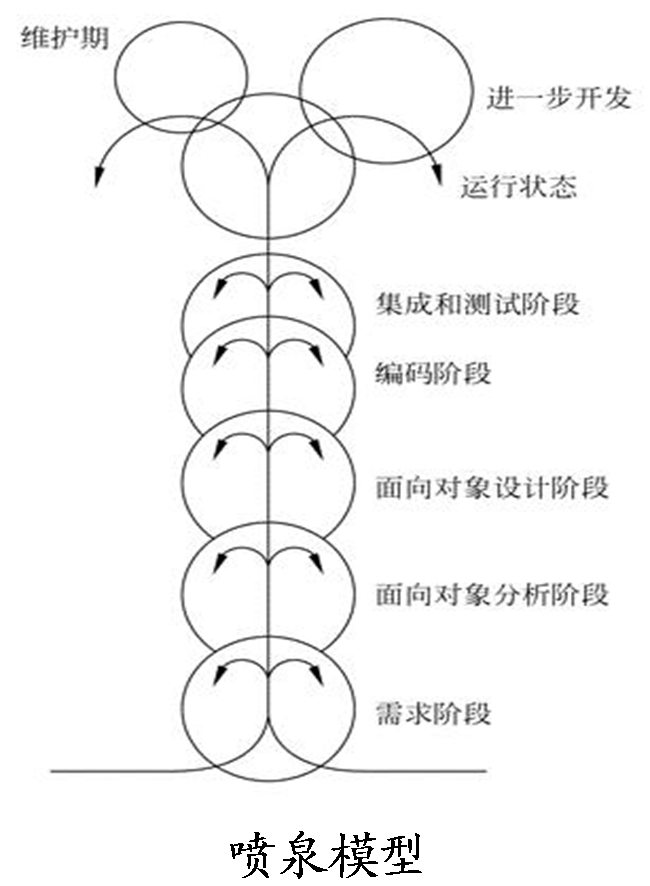 维护期
进一步开发
运行状态
集成和测试阶段
编码阶段
面向对象设计阶段
面向对象分析阶段
需求阶段
喷泉模型